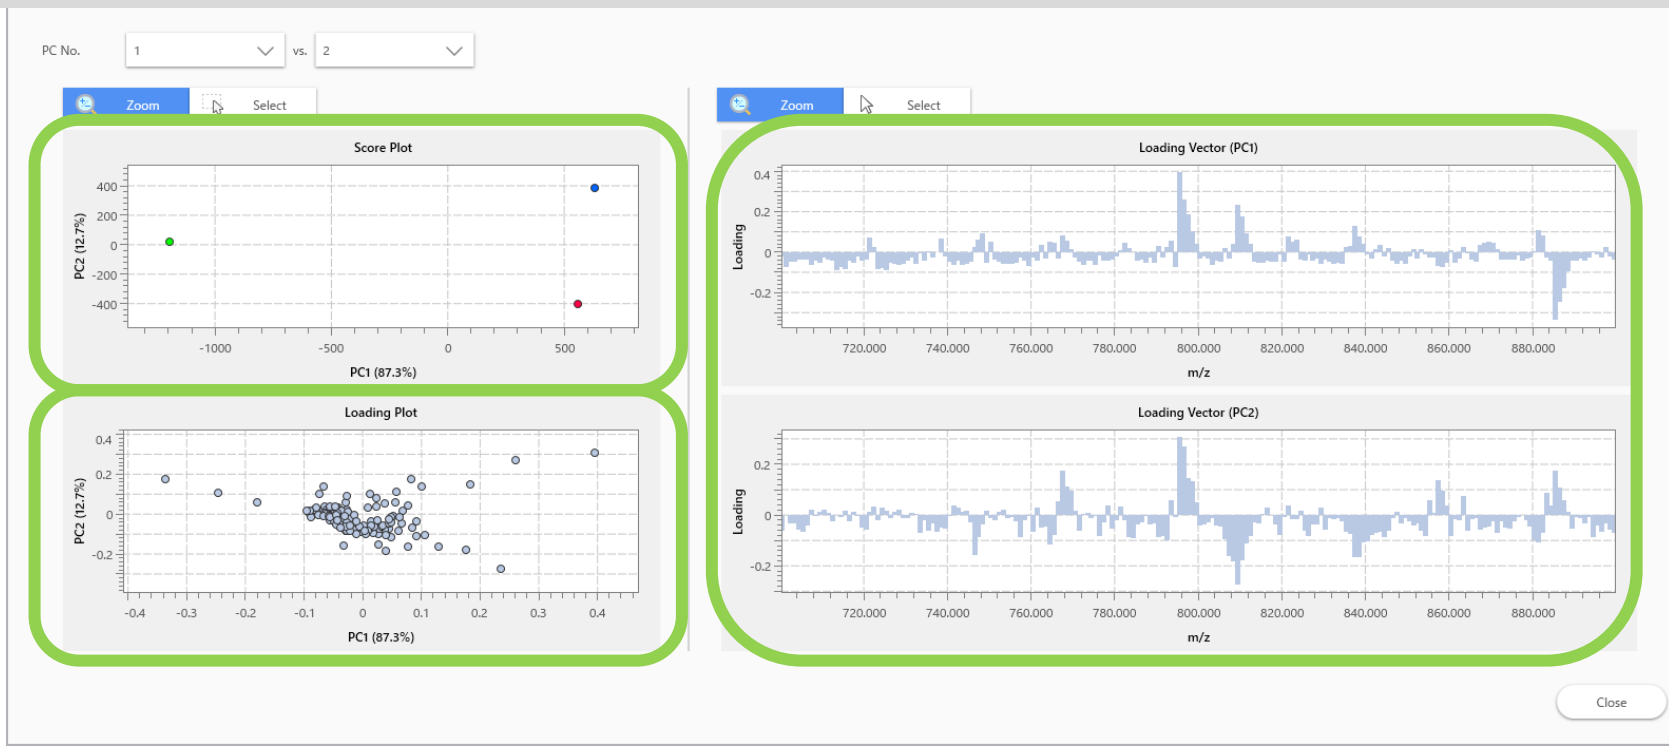 PC No. 1 vs. 2
Zoom Select
Score Plot
400
200
0
-200
-400
PC2 (12.7%)
-1000 -500 0 500
PC1 (87.3%)
Loading Plot
0.4
0.2
0
-0.2
PC2 (12.7%)
-0.4 -0.3 -0.2 -0.1 0 0.1 0.2 0.3 0.4
PC1 (87.3%)
Zoom Select
Loading Vector (PC1)
0.4
0.2
0
-0.2
Loading
720.000 740.000 760.000 780.000 800.000 820.000 840.000 860.000 880.000
m/z
Loading Vector (PC2)
0.2
0
-0.2
Loading
720.000 740.000 760.000 780.000 800.000 820.000 840.000 860.000 880.000
m/z
Close